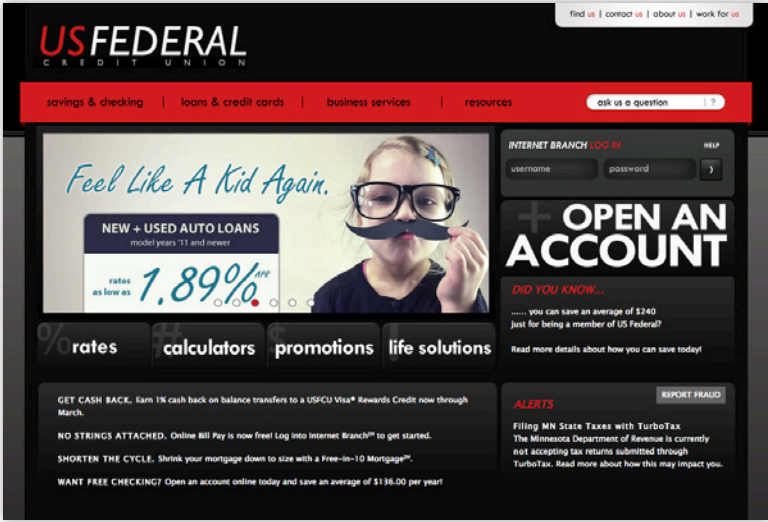 find us | contact us | about us | work for us
USFEDERAL
CREDIT UNION
savings & checking | loans & credit cards | business services | resources
ask us a question | ?
Feel Like A Kid Again.
NEW + USED AUTO LOANS
model years '11 and newer
rates
as low as
1.89% APR
INTERNET BRANCH LOG IN
HELP
username
password
+ OPEN AN
ACCOUNT
DID YOU KNOW...
...... you can save an average of $240
just for being a member of US Federal?
Read more details about how you can save today!
% rates
# calculators
$ promotions
! life solutions
GET CASH BACK. Earn 1% cash back on balance transfers to a USFCU Visa® Rewards Credit now through
March.
NO STRINGS ATTACHED. Online Bill Pay is now free! Log into Internet Branch℠ to get started.
SHORTEN THE CYCLE. Shrink your mortgage down to size with a Free-in-10 Mortgage℠.
WANT FREE CHECKING? Open an account online today and save an average of $136.00 per year!
REPORT FRAUD
ALERTS
Filing MN State Taxes with TurboTax
The Minnesota Department of Revenue is currently
not accepting tax returns submitted through
TurboTax. Read more about how this may impact you.